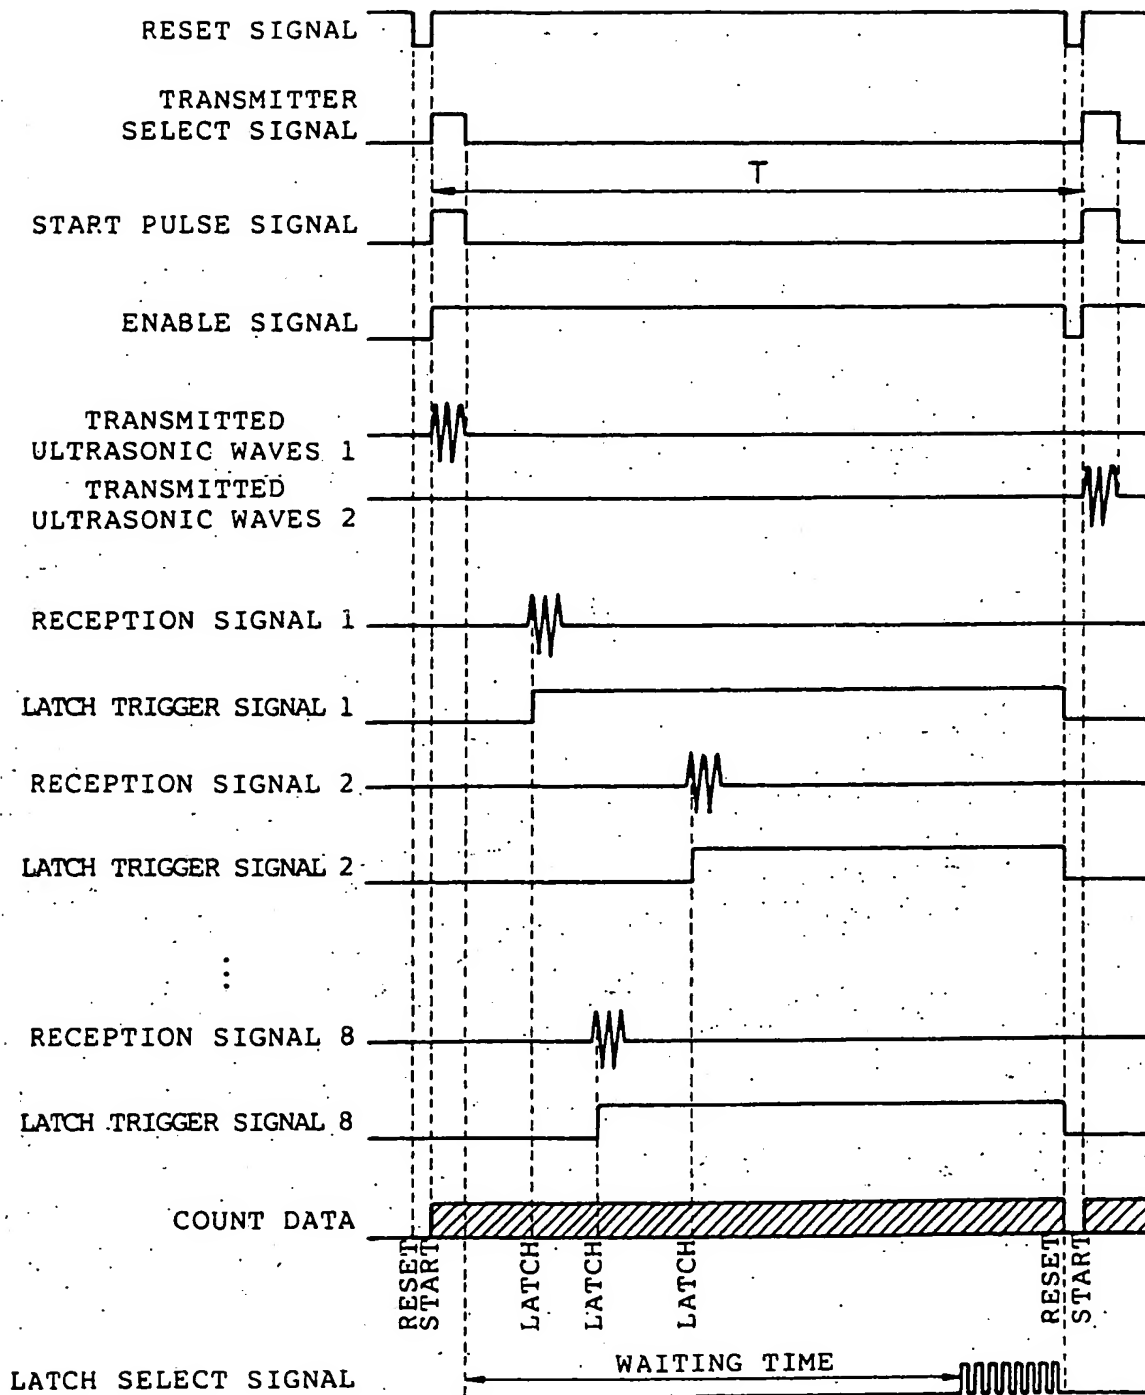 RESET SIGNAL
TRANSMITTER
SELECT SIGNAL
T
START PULSE SIGNAL
ENABLE SIGNAL
TRANSMITTED
ULTRASONIC WAVES 1
TRANSMITTED
ULTRASONIC WAVES 2
RECEPTION SIGNAL 1
LATCH TRIGGER SIGNAL 1
RECEPTION SIGNAL 2
LATCH TRIGGER SIGNAL 2
⋮
RECEPTION SIGNAL 8
LATCH TRIGGER SIGNAL 8
COUNT DATA
RESET
START
LATCH
LATCH
LATCH
RESET
START
WAITING TIME
LATCH SELECT SIGNAL